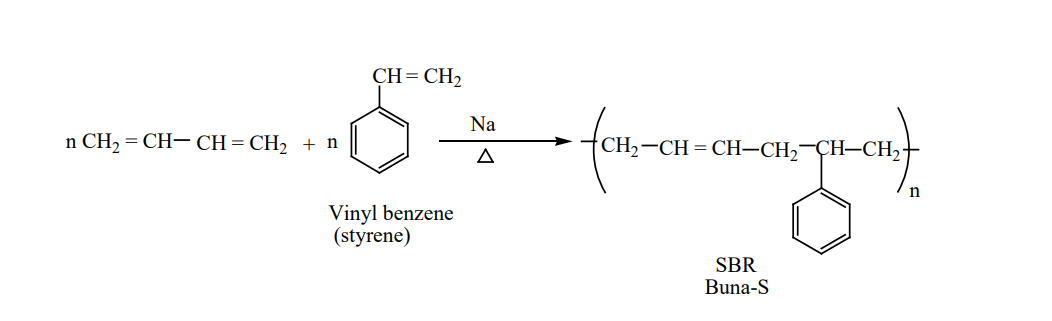 CH = CH₂
n CH₂ = CH— CH = CH₂ + n
Na
△
( CH₂—CH = CH—CH₂—CH—CH₂ )n
Vinyl benzene
(styrene)
SBR
Buna-S